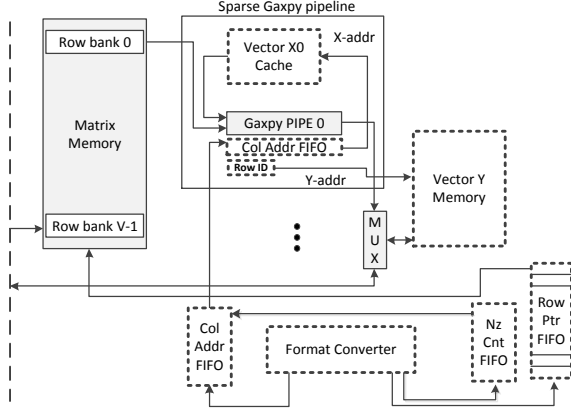 Sparse Gaxpy pipeline
Row bank 0
X-addr
Vector X0
Cache
Matrix
Memory
Gaxpy PIPE 0
Col Addr FIFO
Row ID
Y-addr
Vector Y
Memory
Row bank V-1
M
U
X
Col
Addr
FIFO
Format Converter
Nz
Cnt
FIFO
Row
Ptr
FIFO